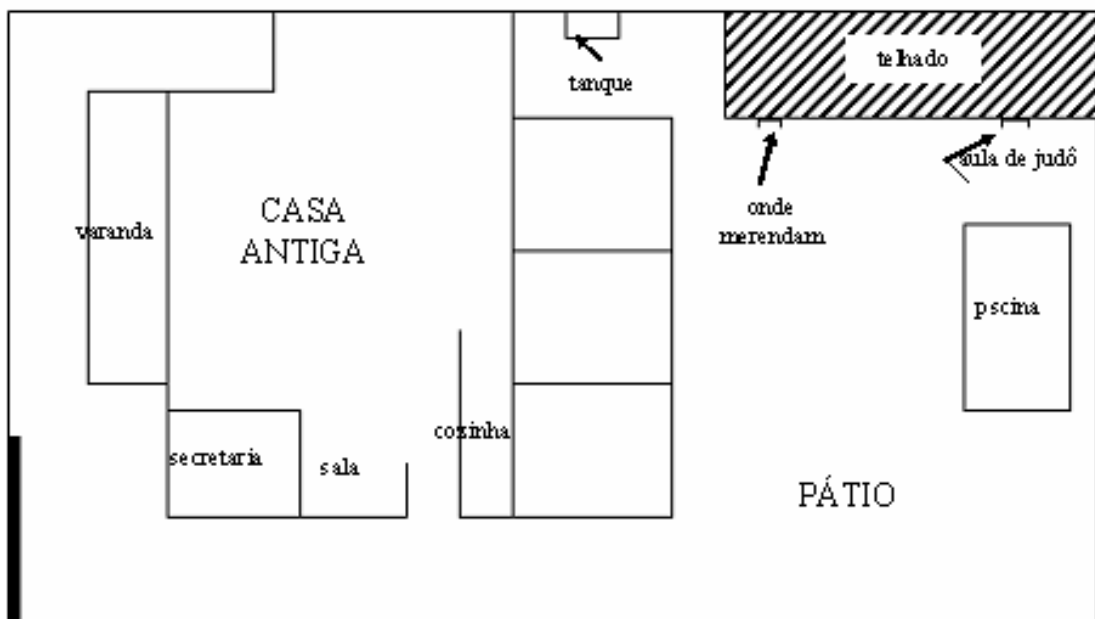 telhado
tanque
aula de judô
onde
merendam
CASA
ANTIGA
varanda
pscina
cozinha
secretaria
sala
PÁTIO